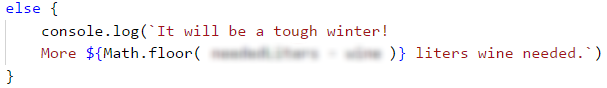 else {
console.log(`It will be a tough winter!
More ${Math.floor( )} liters wine needed.`)
}